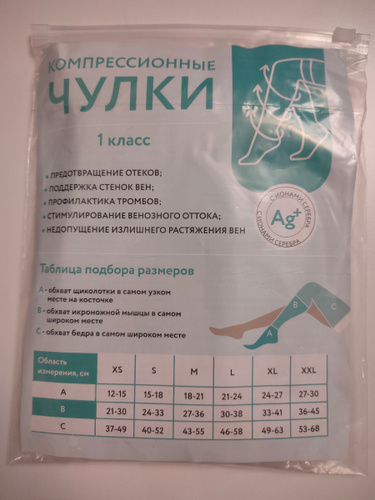 КОМПРЕССИОННЫЕ
ЧУЛКИ
1 класс
ПРЕДОТВРАЩЕНИЕ ОТЕКОВ;
ПОДДЕРЖКА СТЕНОК ВЕН;
ПРОФИЛАКТИКА ТРОМБОВ;
СТИМУЛИРОВАНИЕ ВЕНОЗНОГО ОТТОКА;
НЕДОПУЩЕНИЕ ИЗЛИШНЕГО РАСТЯЖЕНИЯ ВЕН
С ИОНАМИ СЕРЕБРА
Ag+
С ИОНАМИ СЕРЕБРА
Таблица подбора размеров
A - обхват щиколотки в самом узком
месте на косточке
B - обхват икроножной мышцы в самом
широком месте
C - обхват бедра в самом широком месте
A
B
C
Область измерения, см XS S M L XL XXL
A 12-15 15-18 18-21 21-24 24-27 27-30
B 21-30 24-33 27-36 30-38 33-41 36-45
C 37-49 40-52 43-55 46-58 49-63 53-68